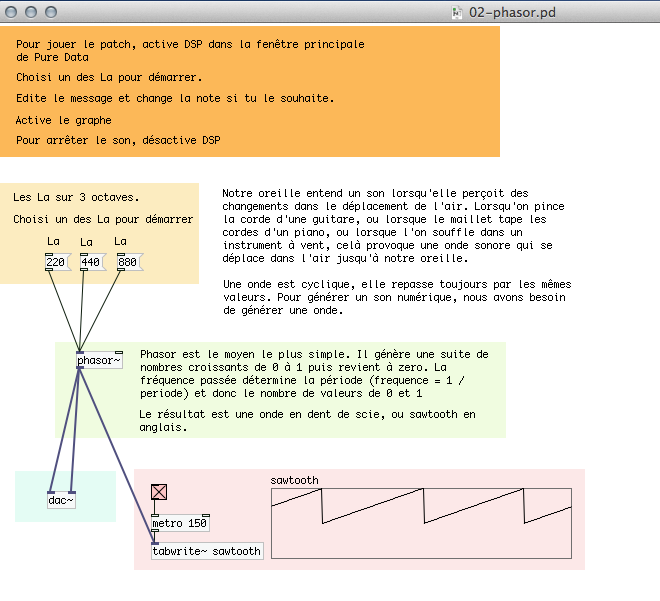 02-phasor.pd
Pour jouer le patch, active DSP dans la fenêtre principale
de Pure Data
Choisi un des La pour démarrer.
Edite le message et change la note si tu le souhaite.
Active le graphe
Pour arrêter le son, désactive DSP
Les La sur 3 octaves.
Choisi un des La pour démarrer
La La La
220 440 880
Notre oreille entend un son lorsqu'elle perçoit des
changements dans le déplacement de l'air. Lorsqu'on pince
la corde d'une guitare, ou lorsque le maillet tape les
cordes d'un piano, ou lorsque l'on souffle dans un
instrument à vent, celà provoque une onde sonore qui se
déplace dans l'air jusqu'à notre oreille.
Une onde est cyclique, elle repasse toujours par les mêmes
valeurs. Pour générer un son numérique, nous avons besoin
de générer une onde.
phasor~
Phasor est le moyen le plus simple. Il génère une suite de
nombres croissants de 0 à 1 puis revient à zero. La
fréquence passée détermine la période (frequence = 1 /
periode) et donc le nombre de valeurs de 0 et 1
Le résultat est une onde en dent de scie, ou sawtooth en
anglais.
dac~
metro 150
tabwrite~ sawtooth
sawtooth